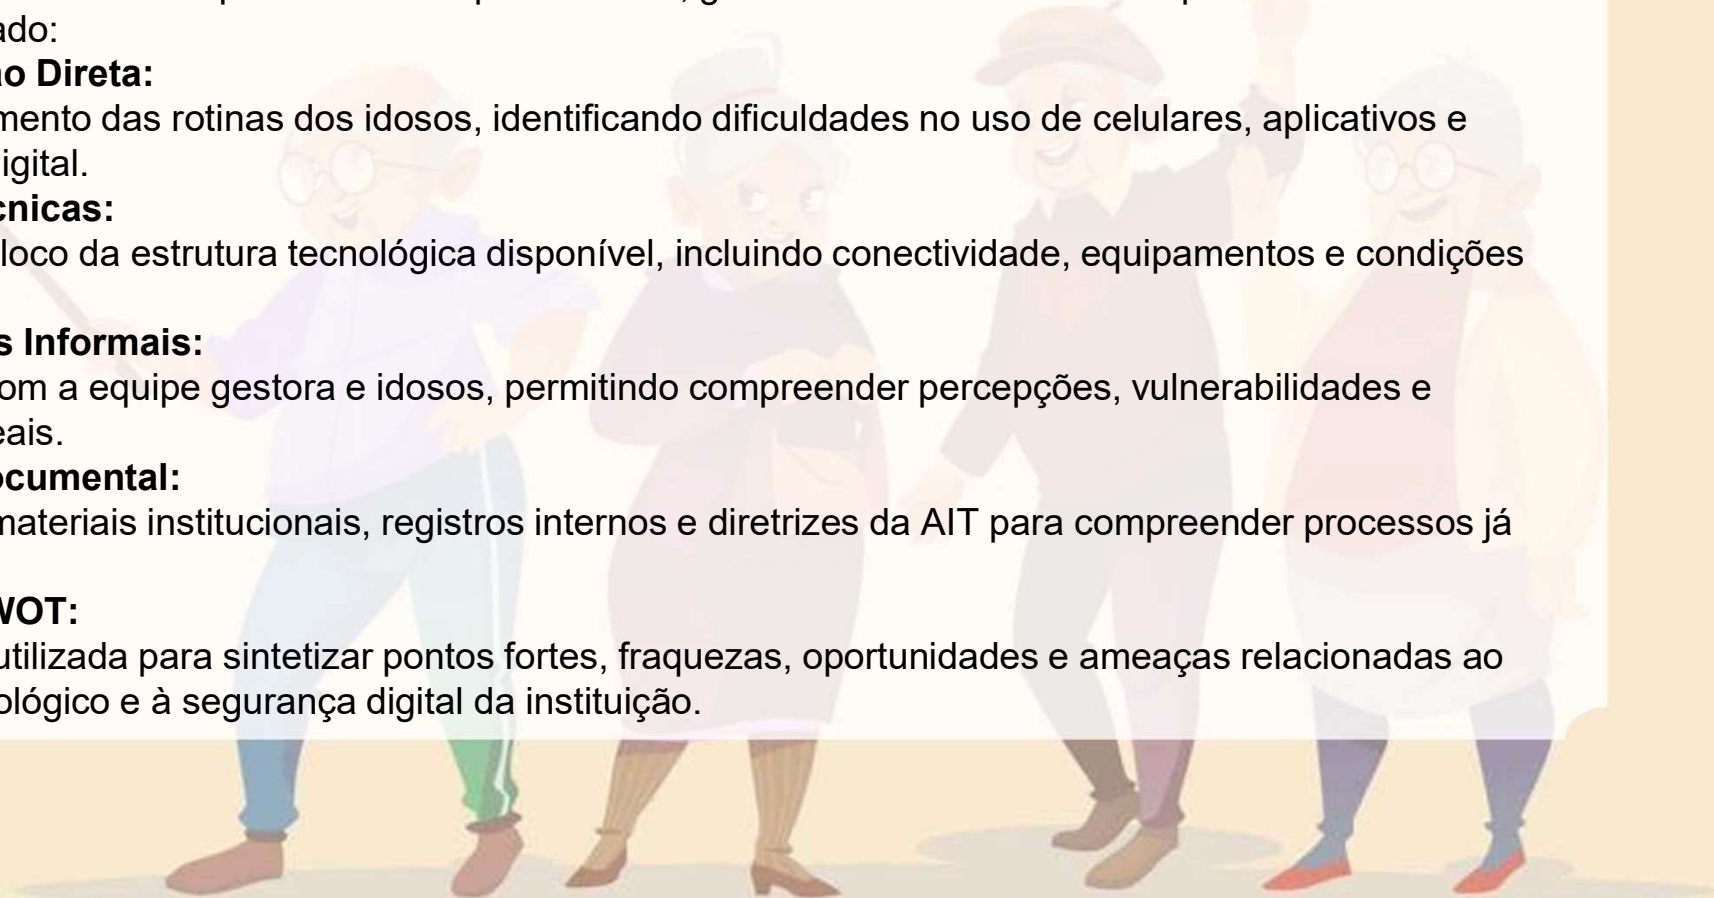 ado:
ão Direta:
mento das rotinas dos idosos, identificando dificuldades no uso de celulares, aplicativos e
igital.
cnicas:
loco da estrutura tecnológica disponível, incluindo conectividade, equipamentos e condições
s Informais:
om a equipe gestora e idosos, permitindo compreender percepções, vulnerabilidades e
eais.
ocumental:
materiais institucionais, registros internos e diretrizes da AIT para compreender processos já
WOT:
utilizada para sintetizar pontos fortes, fraquezas, oportunidades e ameaças relacionadas ao
ológico e à segurança digital da instituição.